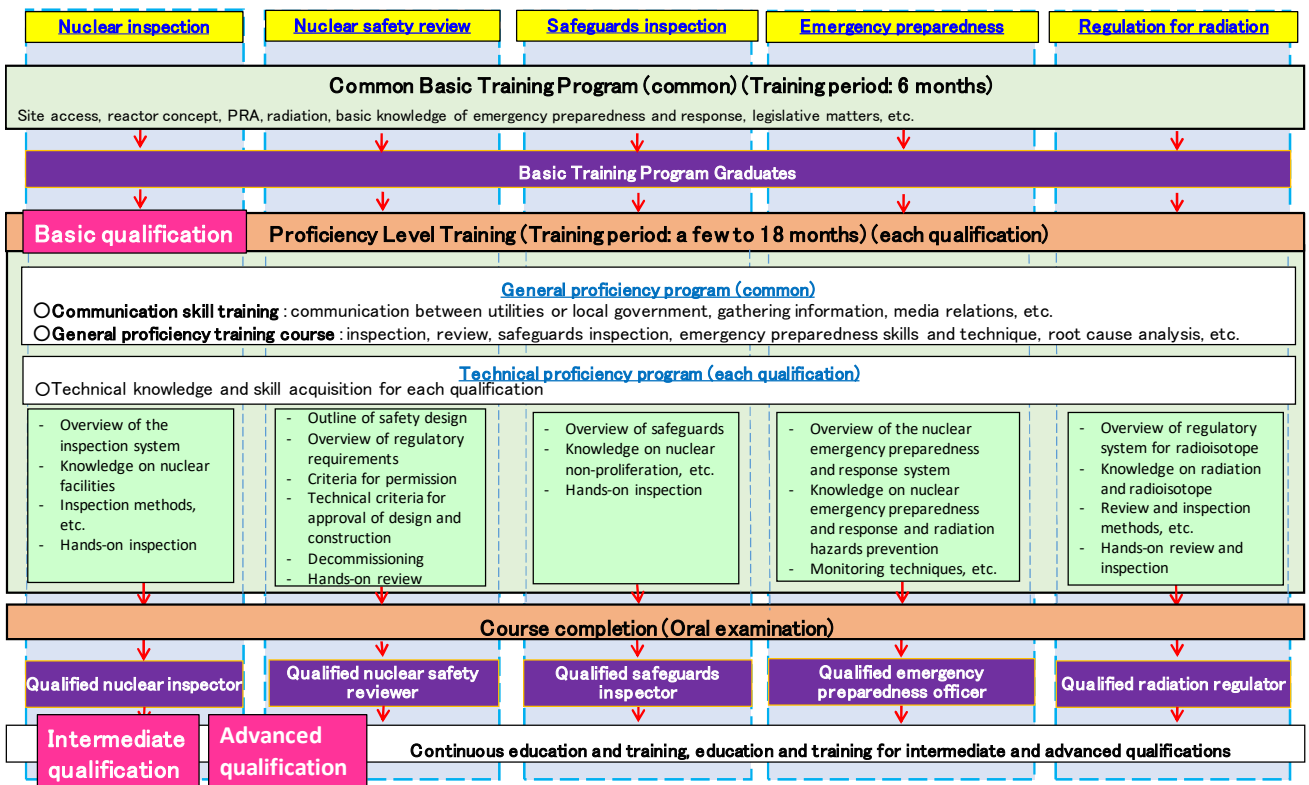 Nuclear inspection
Nuclear safety review
Safeguards inspection
Emergency preparedness
Regulation for radiation
Common Basic Training Program (common) (Training period: 6 months)
Site access, reactor concept, PRA, radiation, basic knowledge of emergency preparedness and response, legislative matters, etc.
Basic Training Program Graduates
Basic qualification
Proficiency Level Training (Training period: a few to 18 months) (each qualification)
General proficiency program (common)
○Communication skill training : communication between utilities or local government, gathering information, media relations, etc.
○General proficiency training course : inspection, review, safeguards inspection, emergency preparedness skills and technique, root cause analysis, etc.
Technical proficiency program (each qualification)
○Technical knowledge and skill acquisition for each qualification
- Overview of the
inspection system
- Knowledge on nuclear
facilities
- Inspection methods,
etc.
- Hands-on inspection
- Outline of safety design
- Overview of regulatory
requirements
- Criteria for permission
- Technical criteria for
approval of design and
construction
- Decommissioning
- Hands-on review
- Overview of safeguards
- Knowledge on nuclear
non-proliferation, etc.
- Hands-on inspection
- Overview of the nuclear
emergency preparedness
and response system
- Knowledge on nuclear
emergency preparedness
and response and radiation
hazards prevention
- Monitoring techniques, etc.
- Overview of regulatory
system for radioisotope
- Knowledge on radiation
and radioisotope
- Review and inspection
methods, etc.
- Hands-on review and
inspection
Course completion (Oral examination)
Qualified nuclear inspector
Qualified nuclear safety
reviewer
Qualified safeguards
inspector
Qualified emergency
preparedness officer
Qualified radiation regulator
Intermediate
qualification
Advanced
qualification
Continuous education and training, education and training for intermediate and advanced qualifications